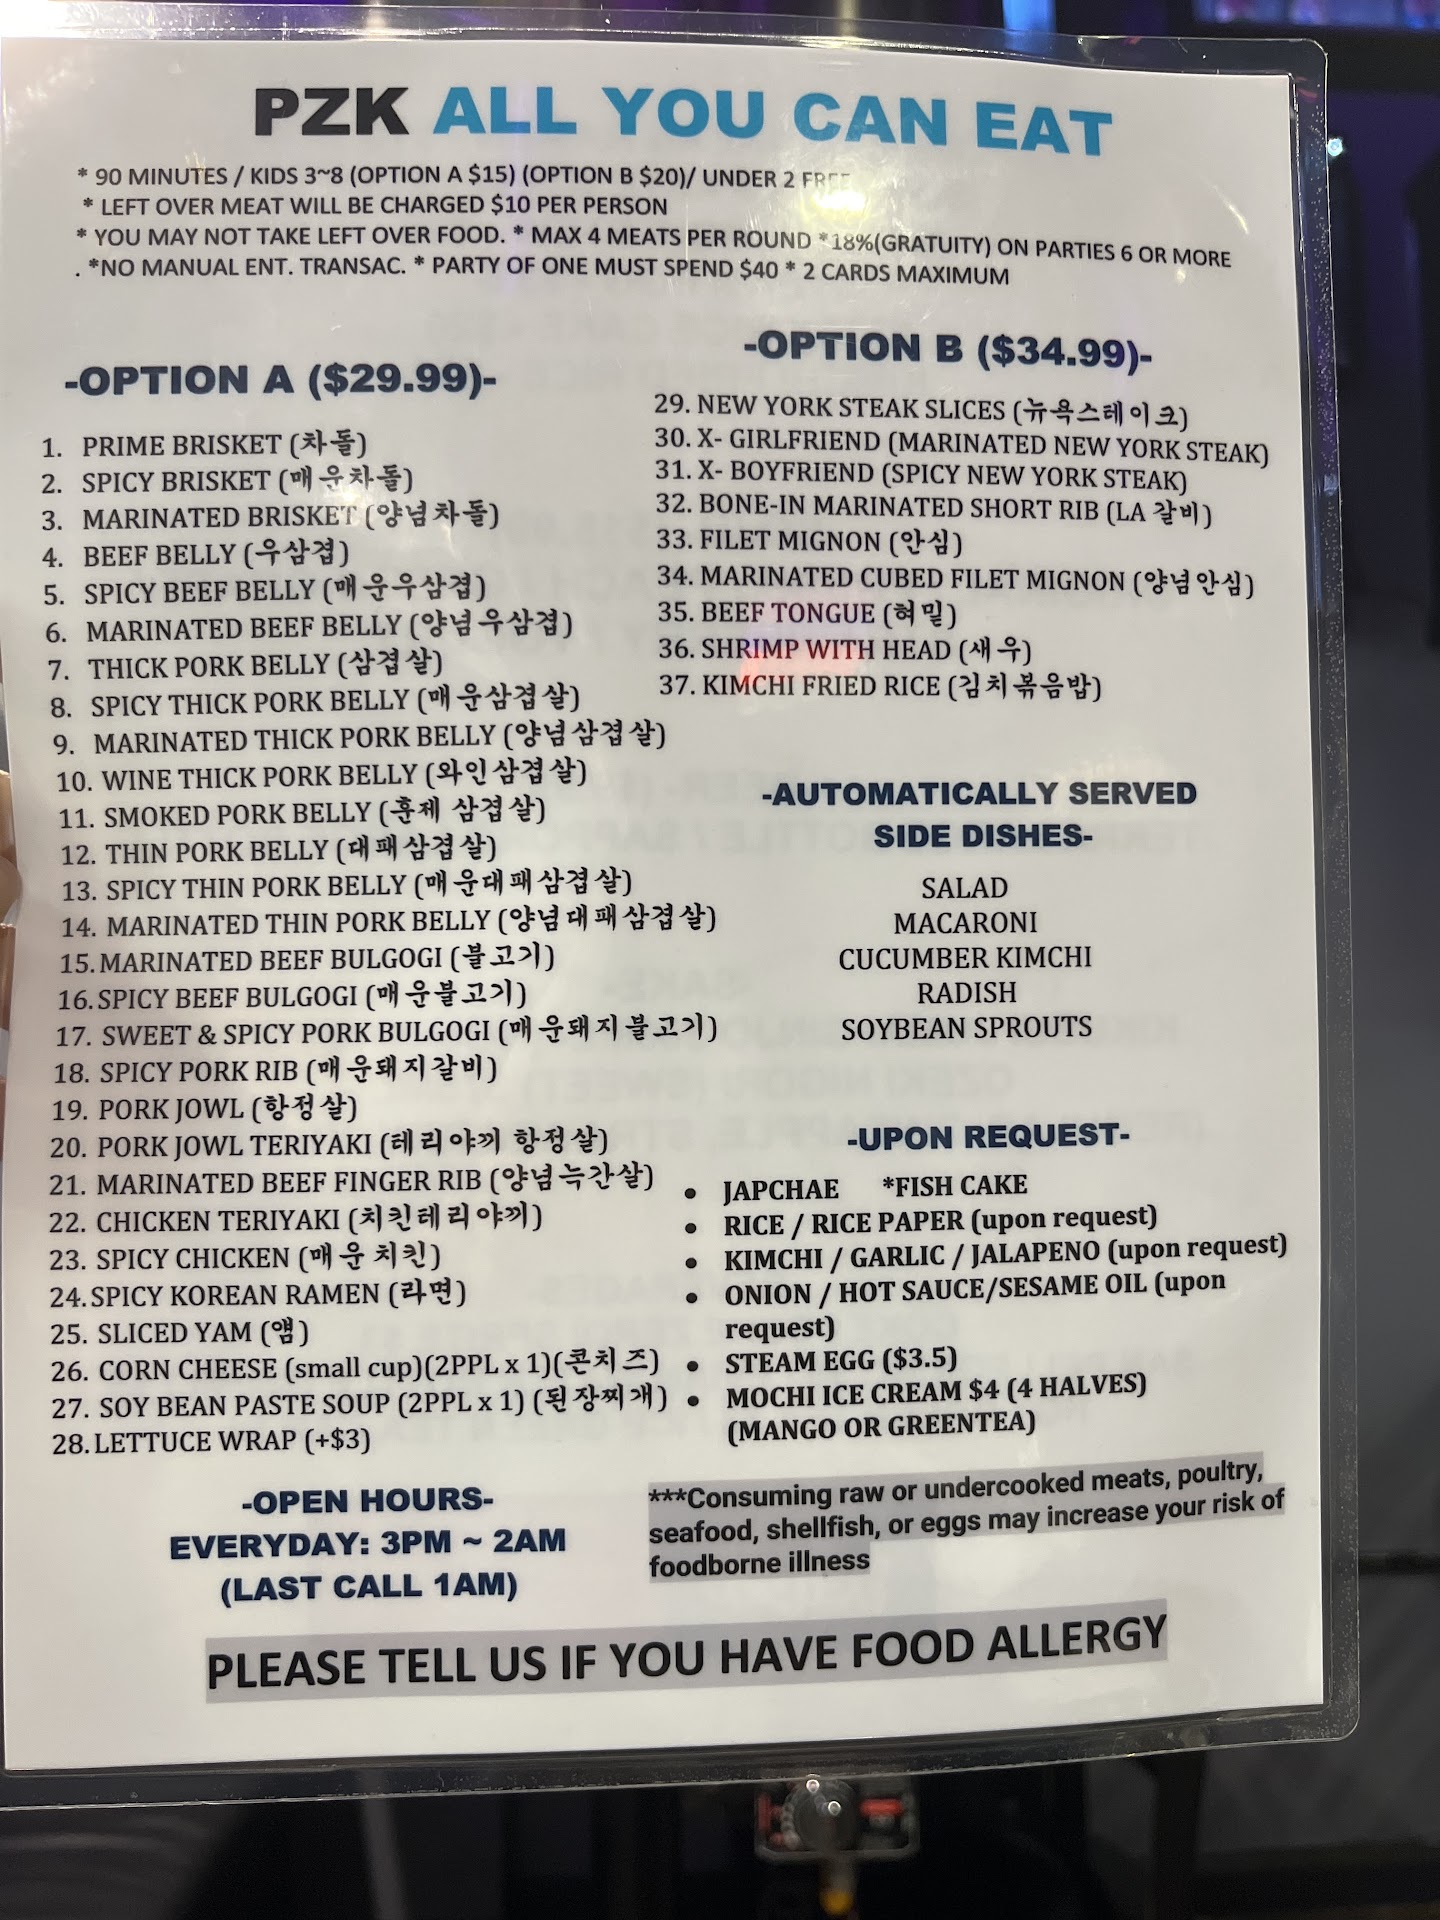 PZK ALL YOU CAN EAT
* 90 MINUTES / KIDS 3~8 (OPTION A $15) (OPTION B $20)/ UNDER 2 FREE
* LEFT OVER MEAT WILL BE CHARGED $10 PER PERSON
* YOU MAY NOT TAKE LEFT OVER FOOD. * MAX 4 MEATS PER ROUND *18%(GRATUITY) ON PARTIES 6 OR MORE
. *NO MANUAL ENT. TRANSAC. * PARTY OF ONE MUST SPEND $40 * 2 CARDS MAXIMUM
-OPTION A ($29.99)-
1. PRIME BRISKET (차돌)
2. SPICY BRISKET (매운차돌)
3. MARINATED BRISKET (양념차돌)
4. BEEF BELLY (우삼겹)
5. SPICY BEEF BELLY (매운우삼겹)
6. MARINATED BEEF BELLY (양념우삼겹)
7. THICK PORK BELLY (삼겹살)
8. SPICY THICK PORK BELLY (매운삼겹살)
9. MARINATED THICK PORK BELLY (양념삼겹살)
10. WINE THICK PORK BELLY (와인삼겹살)
11. SMOKED PORK BELLY (훈제 삼겹살)
12. THIN PORK BELLY (대패삼겹살)
13. SPICY THIN PORK BELLY (매운대패삼겹살)
14. MARINATED THIN PORK BELLY (양념대패삼겹살)
15. MARINATED BEEF BULGOGI (불고기)
16. SPICY BEEF BULGOGI (매운불고기)
17. SWEET & SPICY PORK BULGOGI (매운돼지불고기)
18. SPICY PORK RIB (매운돼지갈비)
19. PORK JOWL (항정살)
20. PORK JOWL TERIYAKI (테리야끼 항정살)
21. MARINATED BEEF FINGER RIB (양념늑간살)
22. CHICKEN TERIYAKI (치킨테리야끼)
23. SPICY CHICKEN (매운 치킨)
24. SPICY KOREAN RAMEN (라면)
25. SLICED YAM (얨)
26. CORN CHEESE (small cup)(2PPL x 1)(콘치즈)
27. SOY BEAN PASTE SOUP (2PPL x 1) (된장찌개)
28. LETTUCE WRAP (+$3)
-OPEN HOURS-
EVERYDAY: 3PM ~ 2AM
(LAST CALL 1AM)
-OPTION B ($34.99)-
29. NEW YORK STEAK SLICES (뉴욕스테이크)
30. X- GIRLFRIEND (MARINATED NEW YORK STEAK)
31. X- BOYFRIEND (SPICY NEW YORK STEAK)
32. BONE-IN MARINATED SHORT RIB (LA 갈비)
33. FILET MIGNON (안심)
34. MARINATED CUBED FILET MIGNON (양념안심)
35. BEEF TONGUE (혀밑)
36. SHRIMP WITH HEAD (새우)
37. KIMCHI FRIED RICE (김치볶음밥)
-AUTOMATICALLY SERVED
SIDE DISHES-
SALAD
MACARONI
CUCUMBER KIMCHI
RADISH
SOYBEAN SPROUTS
-UPON REQUEST-
• JAPCHAE *FISH CAKE
• RICE / RICE PAPER (upon request)
• KIMCHI / GARLIC / JALAPENO (upon request)
• ONION / HOT SAUCE/SESAME OIL (upon
request)
• STEAM EGG ($3.5)
• MOCHI ICE CREAM $4 (4 HALVES)
(MANGO OR GREENTEA)
***Consuming raw or undercooked meats, poultry,
seafood, shellfish, or eggs may increase your risk of
foodborne illness
PLEASE TELL US IF YOU HAVE FOOD ALLERGY